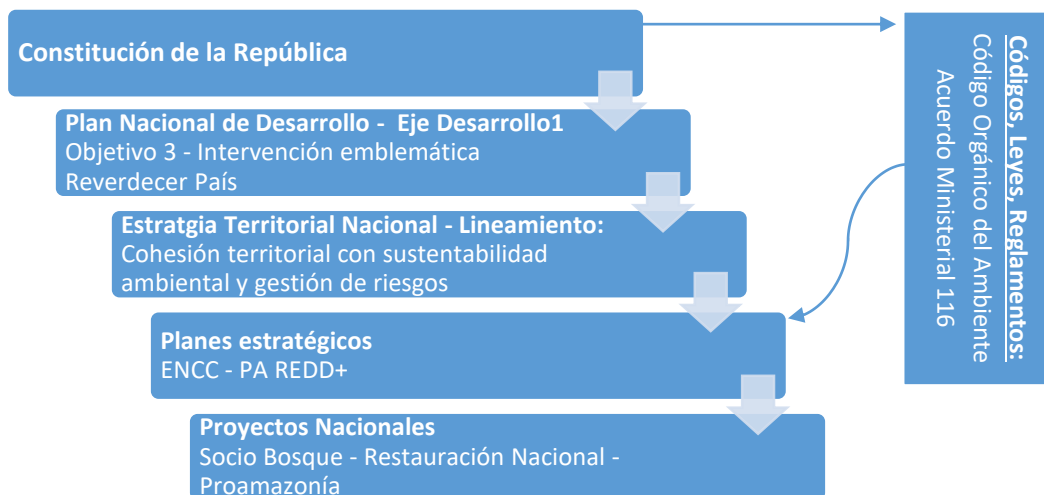 Constitución de la República
Plan Nacional de Desarrollo - Eje Desarrollo1
Objetivo 3 - Intervención emblemática
Reverdecer País
Estratgia Territorial Nacional - Lineamiento:
Cohesión territorial con sustentabilidad
ambiental y gestión de riesgos
Planes estratégicos
ENCC - PA REDD+
Proyectos Nacionales
Socio Bosque - Restauración Nacional -
Proamazonía
Códigos, Leyes, Reglamentos:
Código Orgánico del Ambiente
Acuerdo Ministerial 116